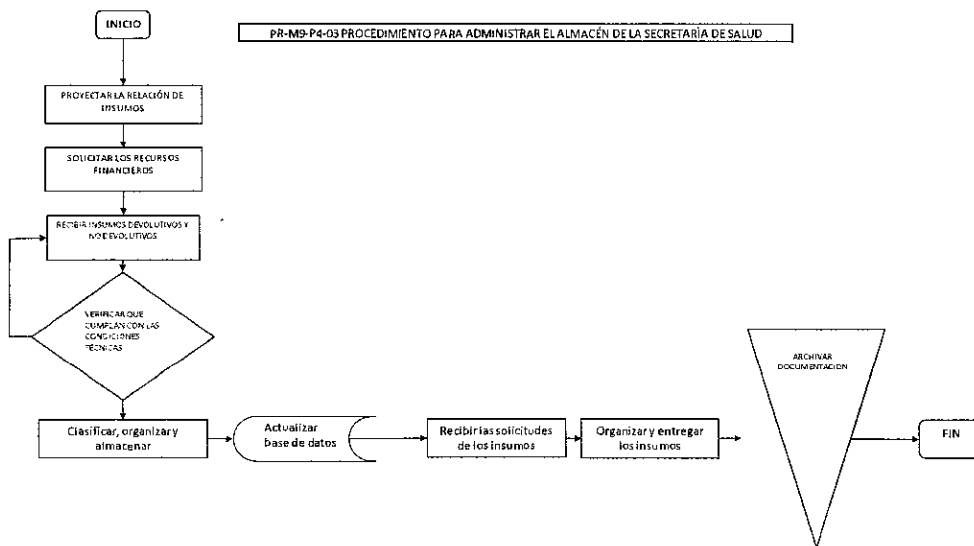 INICIO
PR-M9-P4-03 PROCEDIMIENTO PARA ADMINISTRAR EL ALMACÉN DE LA SECRETARÍA DE SALUD
PROYECTAR LA RELACIÓN DE
INSUMOS
SOLICITAR LOS RECURSOS
FINANCIEROS
RECIBIR INSUMOS DEVOLUTIVOS Y
NO DEVOLUTIVOS
VERIFICAR QUE
CUMPLAN CON LAS
CONDICIONES
TÉCNICAS
Clasificar, organizar y
almacenar
Actualizar
base de datos
Recibir las solicitudes
de los insumos
Organizar y entregar
los insumos
ARCHIVAR
DOCUMENTACION
FIN